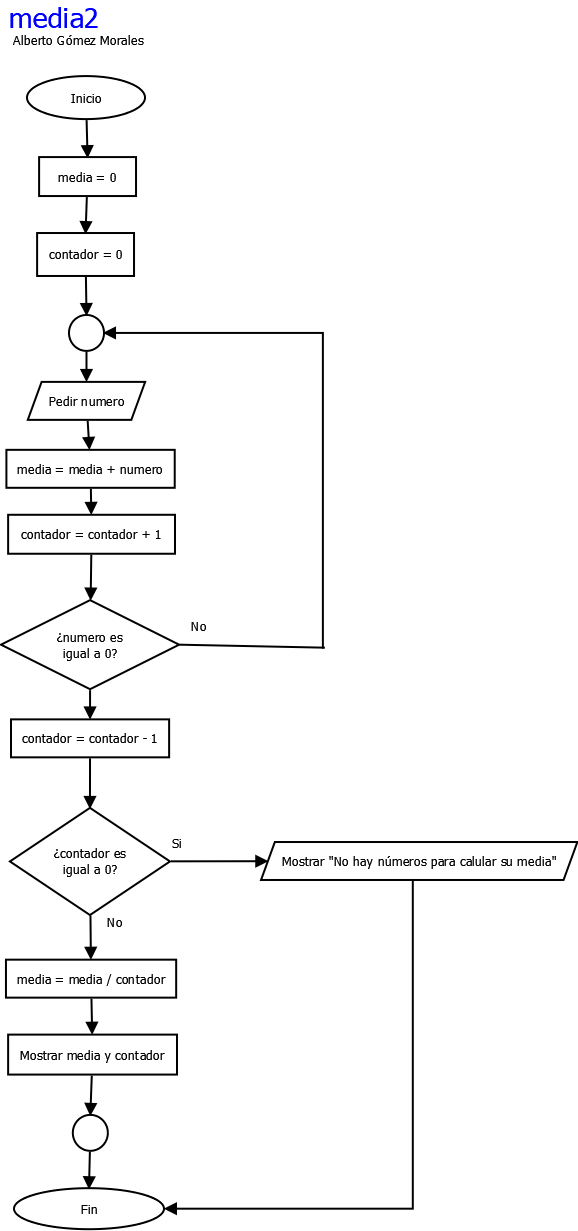 media2
Alberto Gómez Morales
Inicio
media = 0
contador = 0
Pedir numero
media = media + numero
contador = contador + 1
¿numero es
igual a 0?
No
contador = contador - 1
¿contador es
igual a 0?
Si
Mostrar "No hay números para calular su media"
No
media = media / contador
Mostrar media y contador
Fin